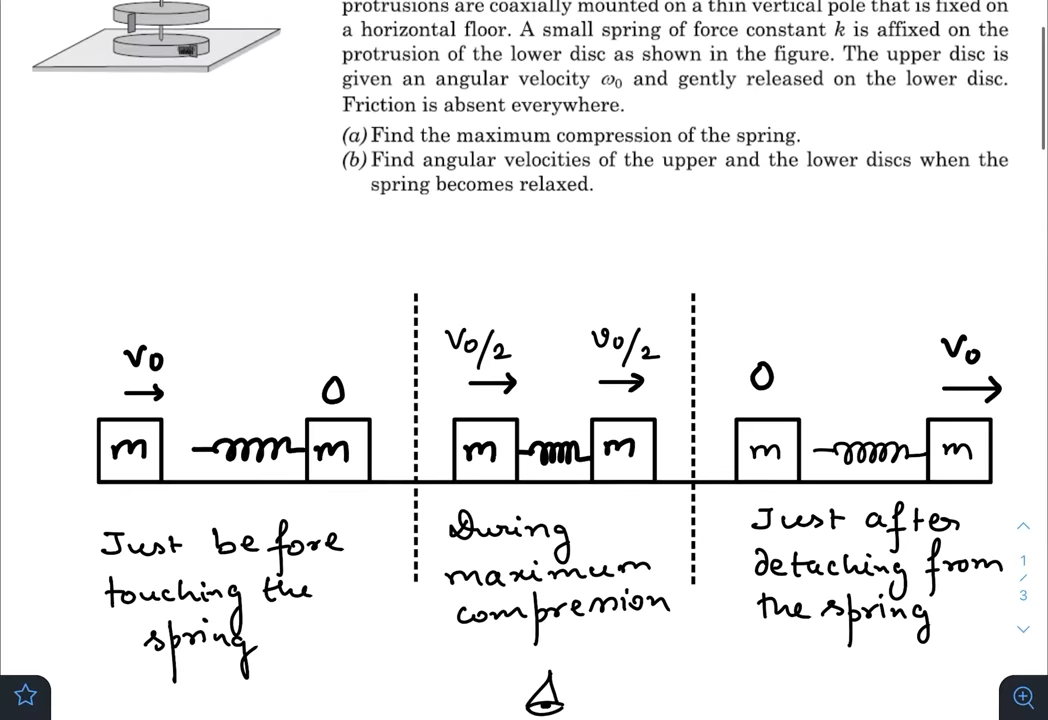 protrusions are coaxially mounted on a thin vertical pole that is fixed on
a horizontal floor. A small spring of force constant k is affixed on the
protrusion of the lower disc as shown in the figure. The upper disc is
given an angular velocity ω₀ and gently released on the lower disc.
Friction is absent everywhere.
(a) Find the maximum compression of the spring.
(b) Find angular velocities of the upper and the lower discs when the
spring becomes relaxed.
v0
0
v0/2
v0/2
0
v0
m
m
m
m
m
m
Just before
touching the
spring
During
maximum
compression
Just after
detaching from
the spring
1
/
3